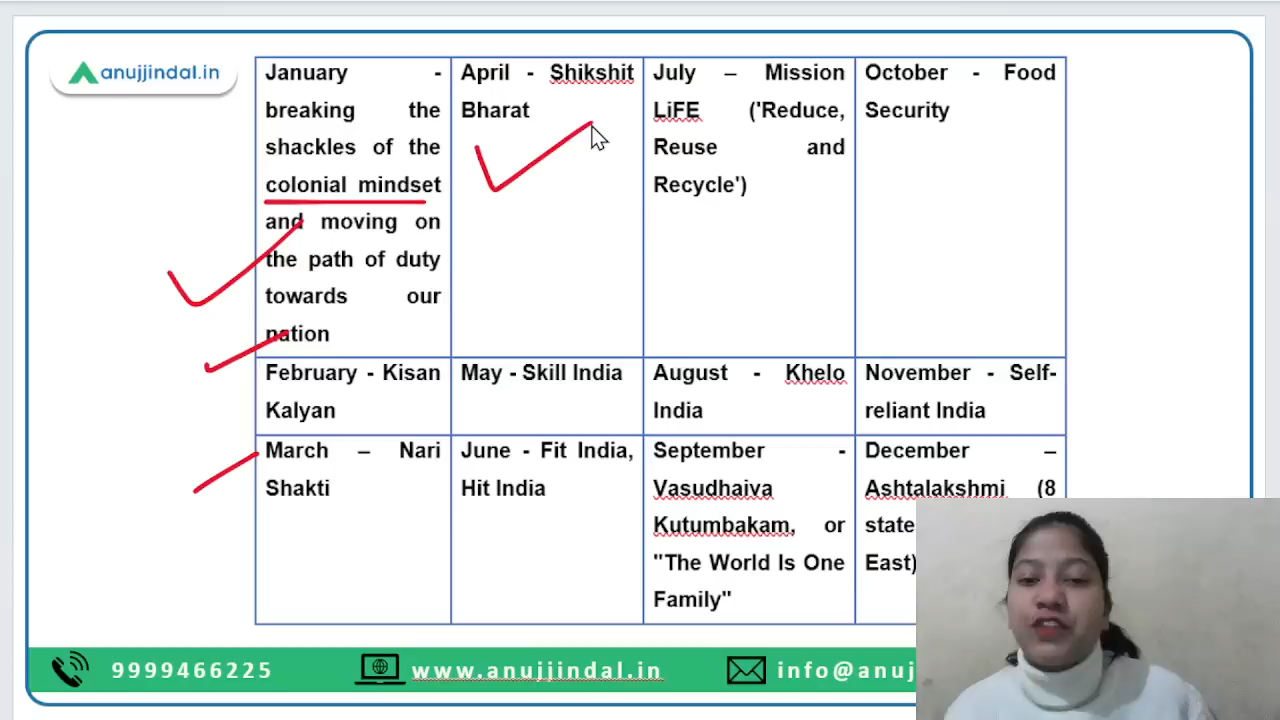 anujjindal.in
January -
breaking the
shackles of the
colonial mindset
and moving on
the path of duty
towards our
nation
April - Shikshit
Bharat
July – Mission
LiFE ('Reduce,
Reuse and
Recycle')
October - Food
Security
February - Kisan
Kalyan
May - Skill India
August - Khelo
India
November - Self-
reliant India
March – Nari
Shakti
June - Fit India,
Hit India
September -
Vasudhaiva
Kutumbakam, or
"The World Is One
Family"
December –
Ashtalakshmi (8
state
East)
9999466225
www.anujjindal.in
info@anuj